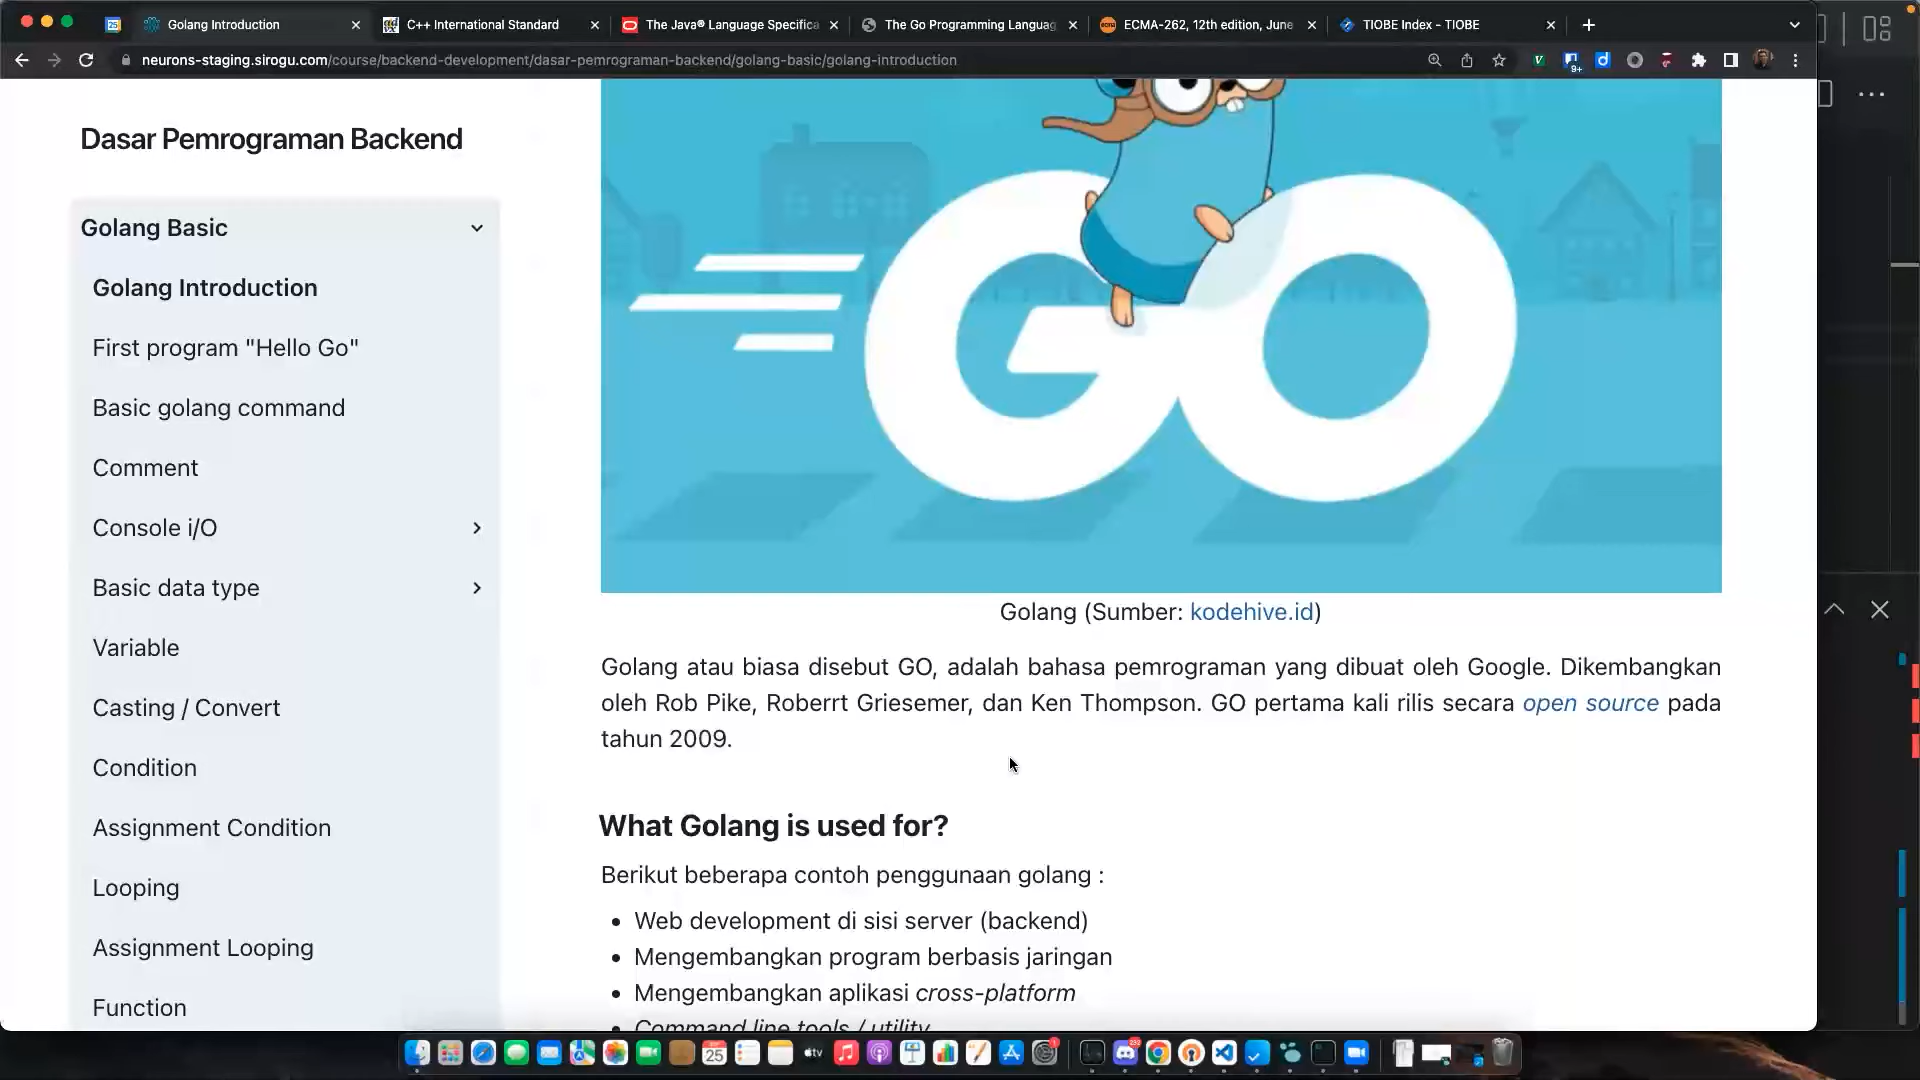 Golang Introduction
C++ International Standard
The Java® Language Specifica
The Go Programming Languag
ECMA-262, 12th edition, June
TIOBE Index - TIOBE
neurons-staging.sirogu.com/course/backend-development/dasar-pemrograman-backend/golang-basic/golang-introduction
Dasar Pemrograman Backend
Golang Basic
Golang Introduction
First program "Hello Go"
Basic golang command
Comment
Console i/O
Basic data type
Variable
Casting / Convert
Condition
Assignment Condition
Looping
Assignment Looping
Function
GO
Golang (Sumber: kodehive.id)
Golang atau biasa disebut GO, adalah bahasa pemrograman yang dibuat oleh Google. Dikembangkan
oleh Rob Pike, Roberrt Griesemer, dan Ken Thompson. GO pertama kali rilis secara open source pada
tahun 2009.
What Golang is used for?
Berikut beberapa contoh penggunaan golang :
Web development di sisi server (backend)
Mengembangkan program berbasis jaringan
Mengembangkan aplikasi cross-platform
Command line tools / utility
tv
25